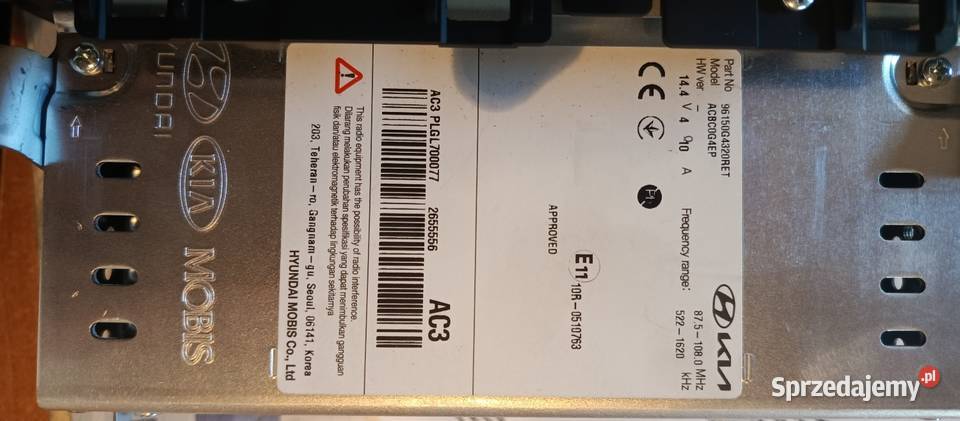 Part No 96150G4320RET
Model ACBC0G4EP
HW ver -
14.4 V 4 A
Frequency range: 87.5-108.0 MHz
522-1620 kHz
CE
KIA
E11 10R-0510763
APPROVED
AC3 PLGL700077 2655556 AC3
This radio equipment has the possibility of radio interference.
Dilarang melakukan perubahan spesifikasi yang dapat menimbulkan gangguan
fisik dan/atau elektromagnetik terhadap lingkungan sekitarnya
203, Teheran-ro, Gangnam-gu, Seoul, 06141, Korea
HYUNDAI MOBIS Co., Ltd
KIA MOBIS
HYUNDAI
Sprzedajemy.pl